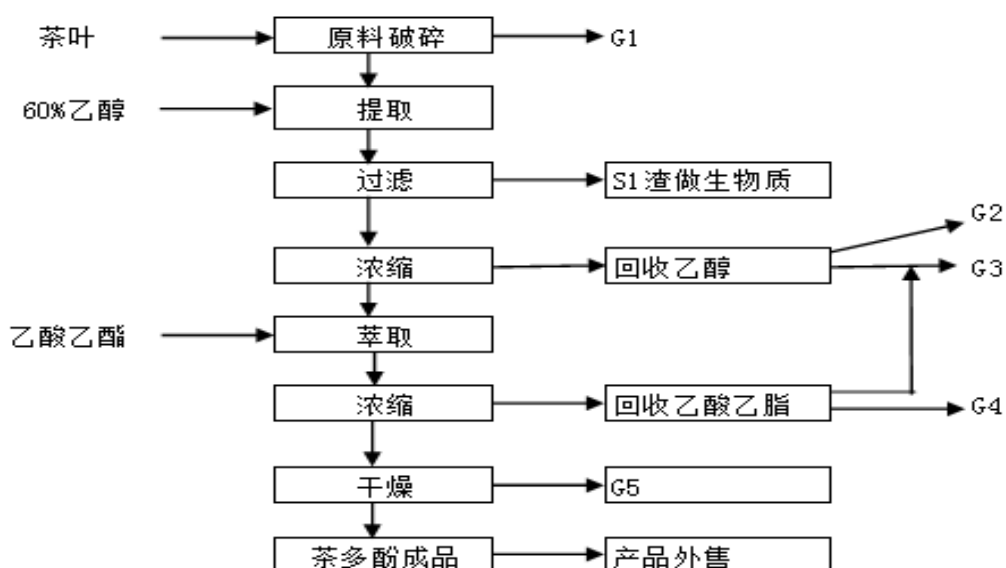 茶叶
原料破碎
G1
60%乙醇
提取
过滤
S1渣做生物质
G2
浓缩
回收乙醇
G3
乙酸乙酯
萃取
浓缩
回收乙酸乙脂
G4
干燥
G5
茶多酚成品
产品外售